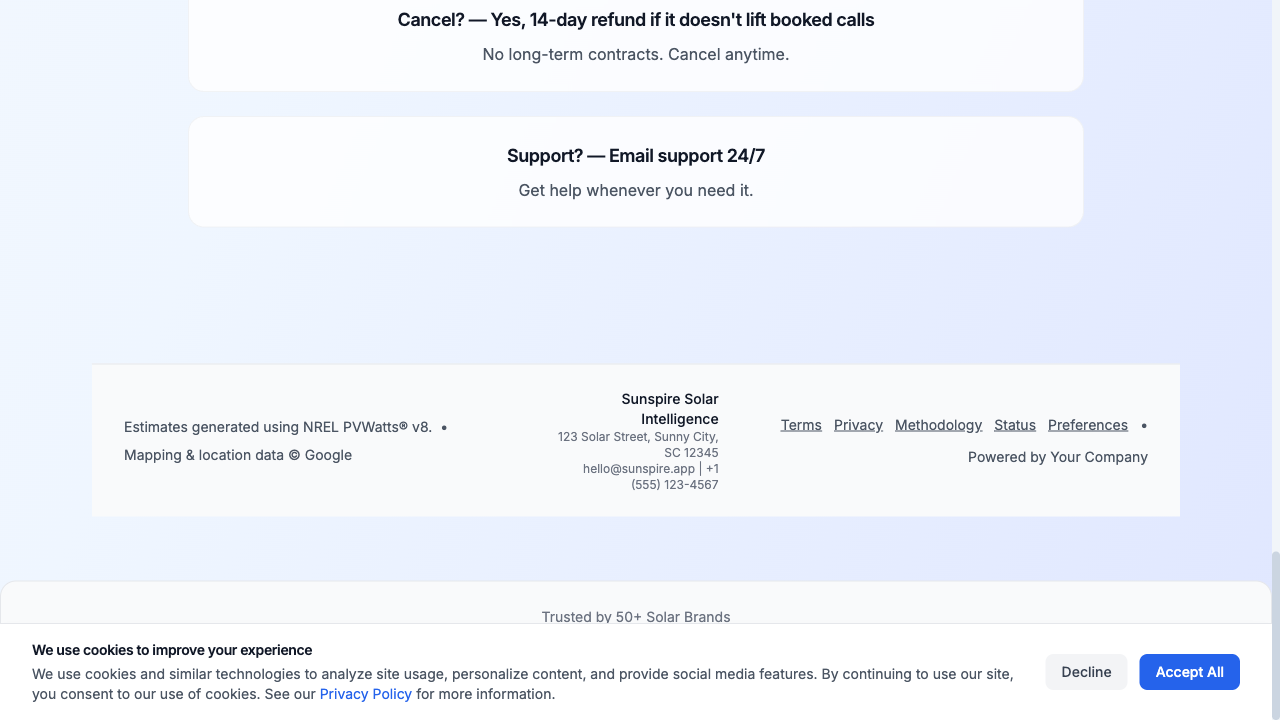 Cancel? — Yes, 14-day refund if it doesn't lift booked calls
No long-term contracts. Cancel anytime.
Support? — Email support 24/7
Get help whenever you need it.
Estimates generated using NREL PVWatts® v8. •
Mapping & location data © Google
Sunspire Solar
Intelligence
123 Solar Street, Sunny City,
SC 12345
hello@sunspire.app | +1
(555) 123-4567
Terms Privacy Methodology Status Preferences •
Powered by Your Company
Trusted by 50+ Solar Brands
We use cookies to improve your experience
We use cookies and similar technologies to analyze site usage, personalize content, and provide social media features. By continuing to use our site,
you consent to our use of cookies. See our Privacy Policy for more information.
Decline
Accept All